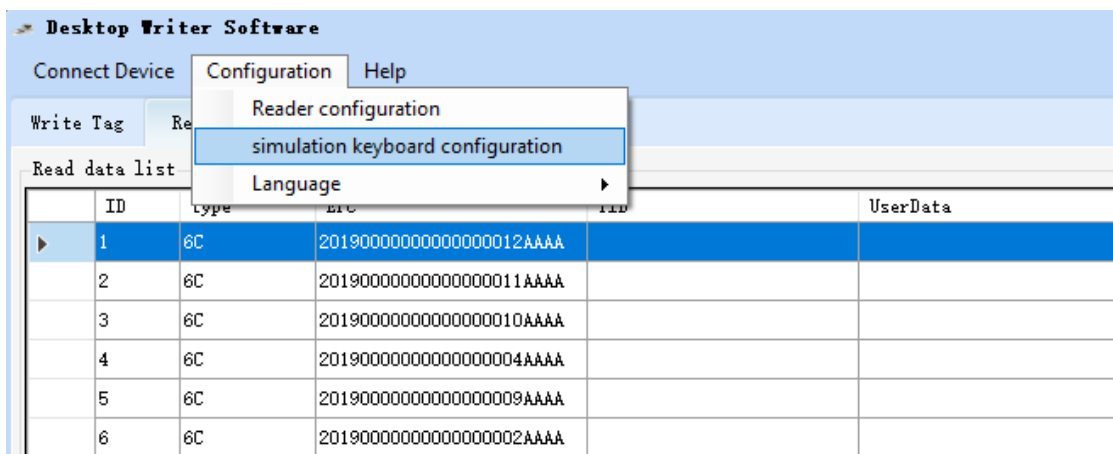 Desktop Writer Software
Connect Device Configuration Help
Reader configuration
simulation keyboard configuration
Language
Write Tag
Read data list
ID UserData
1 6C 20190000000000000012AAAA
2 6C 20190000000000000011AAAA
3 6C 20190000000000000010AAAA
4 6C 20190000000000000004AAAA
5 6C 20190000000000000009AAAA
6 6C 20190000000000000002AAAA